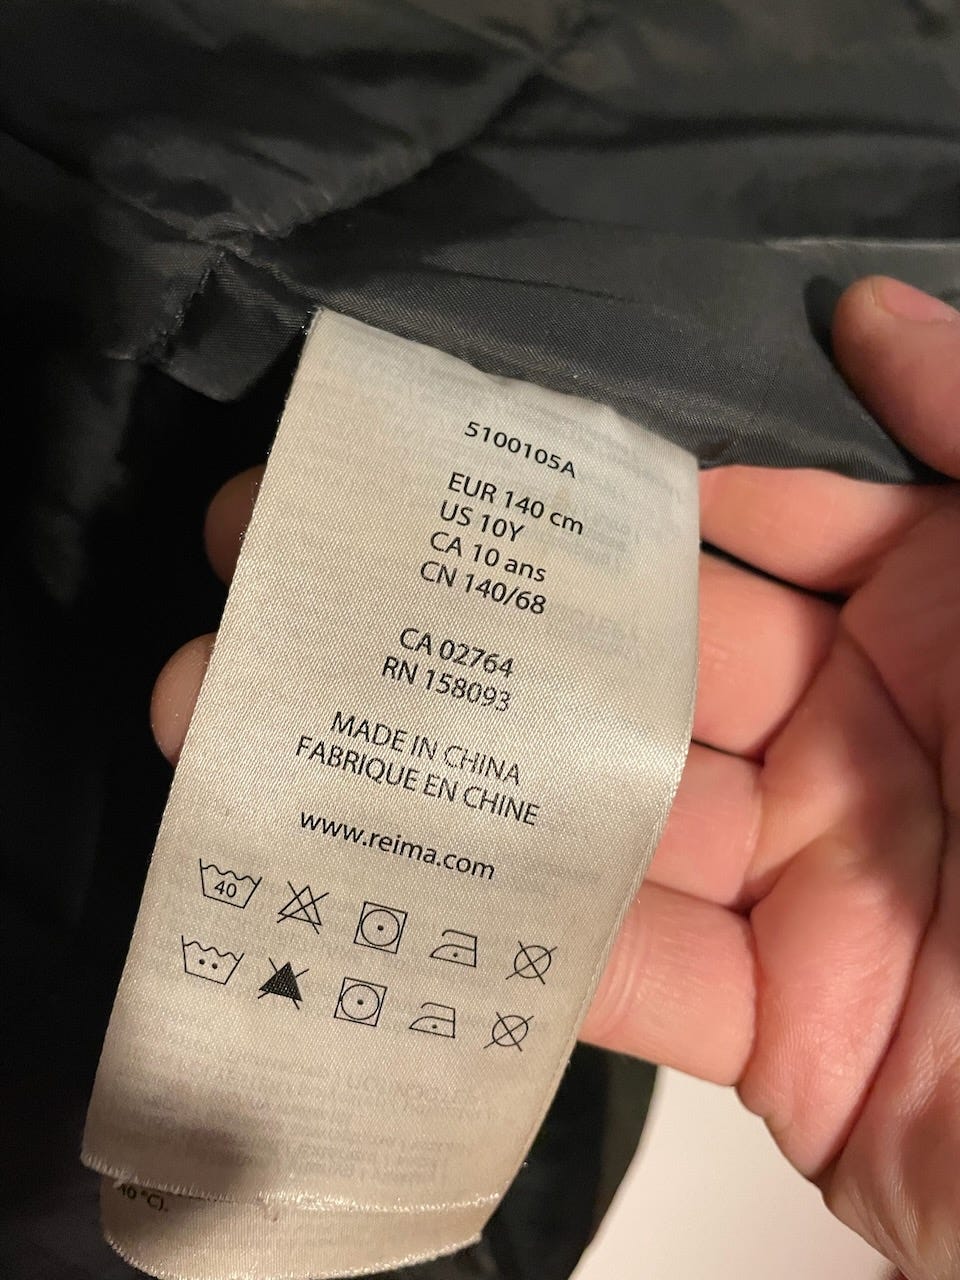 5100105A
EUR 140 cm
US 10Y
CA 10 ans
CN 140/68
CA 02764
RN 158093
MADE IN CHINA
FABRIQUE EN CHINE
www.reima.com
40
°C).